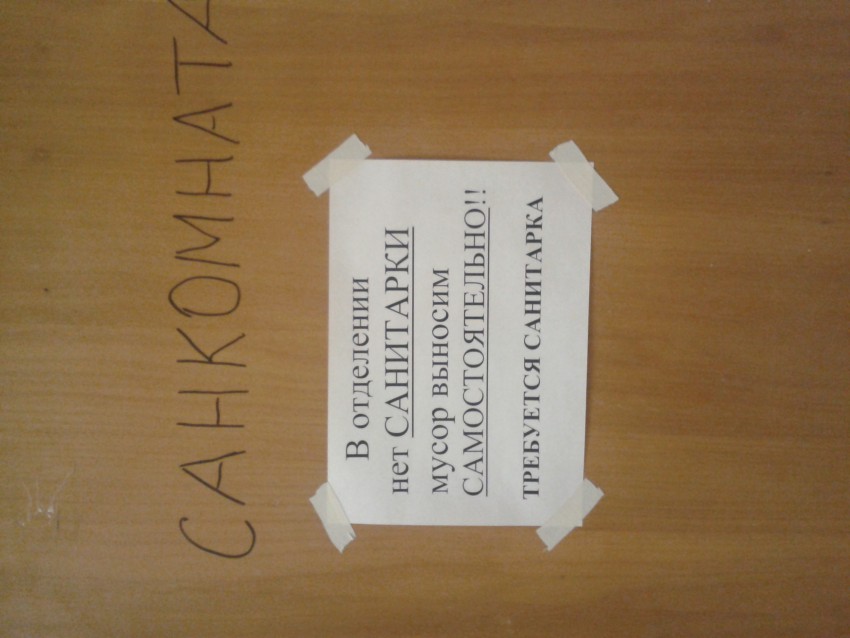 САНКОМНАТА
В отделении
нет САНИТАРКИ
мусор выносим
САМОСТОЯТЕЛЬНО!!
ТРЕБУЕТСЯ САНИТАРКА